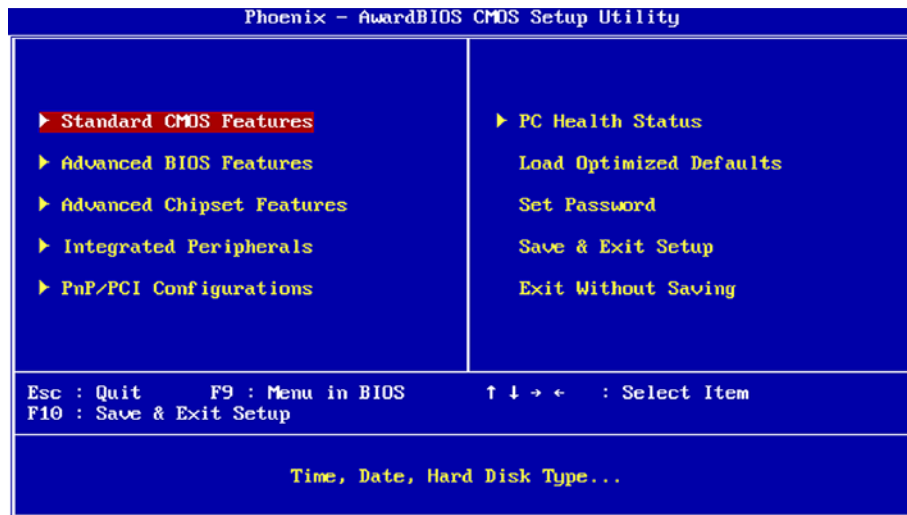 Phoenix - AwardBIOS CMOS Setup Utility
Standard CMOS Features
Advanced BIOS Features
Advanced Chipset Features
Integrated Peripherals
PnP/PCI Configurations
PC Health Status
Load Optimized Defaults
Set Password
Save & Exit Setup
Exit Without Saving
Esc : Quit F9 : Menu in BIOS ↑ ↓ → ← : Select Item
F10 : Save & Exit Setup
Time, Date, Hard Disk Type...